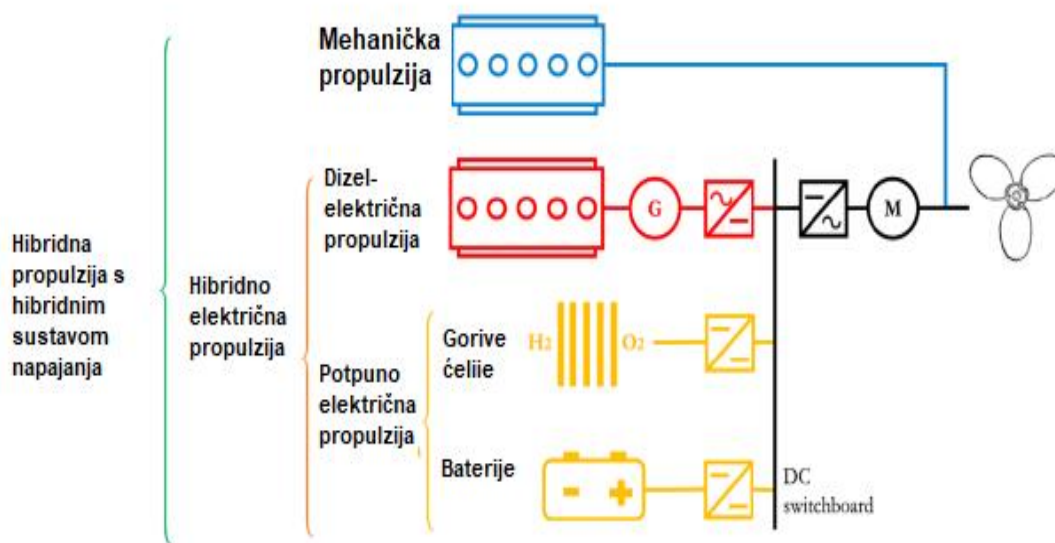 Mehanička
propulzija
Dizel-
električna
propulzija
G
M
Hibridna
propulzija s
hibridnim
sustavom
napajanja
Hibridno
električna
propulzija
Potpuno
električna
propulzija
Gorive
ćeliie
H2
O2
Baterije
DC
switchboard